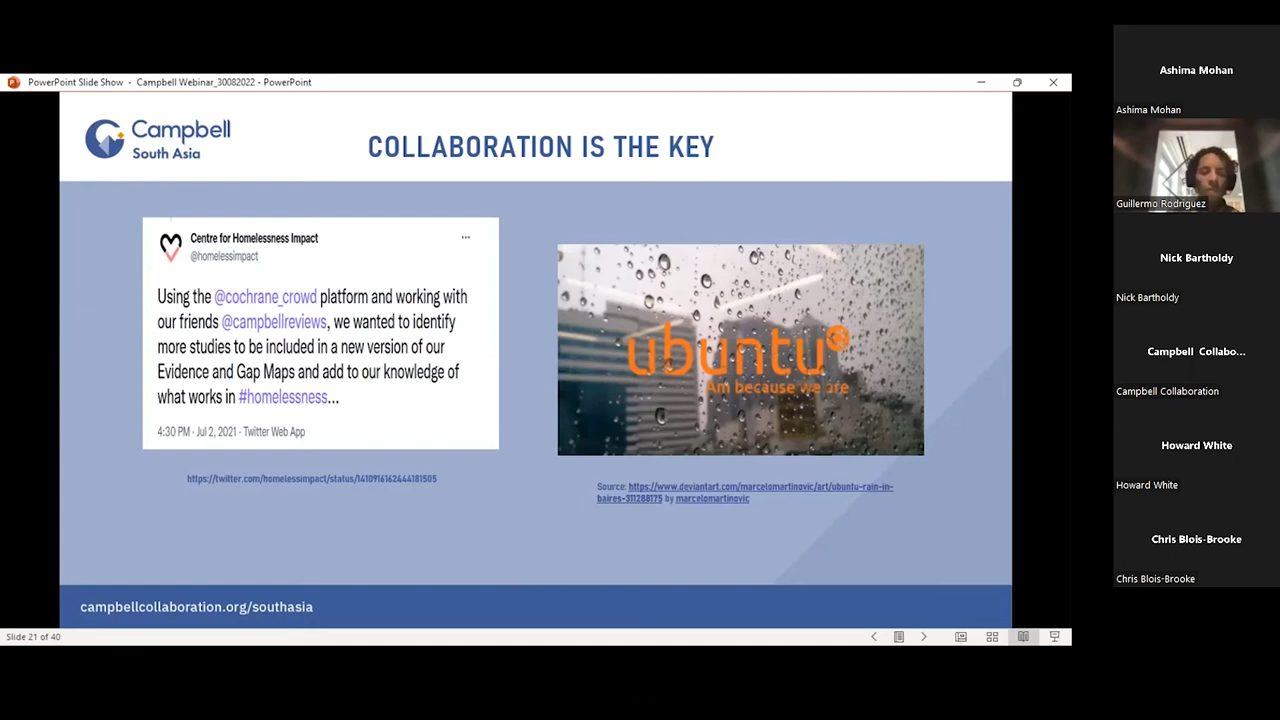 PowerPoint Slide Show - Campbell Webinar_30082022 - PowerPoint
Campbell
South Asia
COLLABORATION IS THE KEY
Centre for Homelessness Impact
@homelessimpact
Using the @cochrane_crowd platform and working with
our friends @campbellreviews, we wanted to identify
more studies to be included in a new version of our
Evidence and Gap Maps and add to our knowledge of
what works in #homelessness...
4:30 PM · Jul 2, 2021 · Twitter Web App
https://twitter.com/homelessimpact/status/1410916162444181505
ubuntu
Am because we are
Source: https://www.deviantart.com/marcelomartinovic/art/ubuntu-rain-in-
baires-311288175 by marcelomartinovic
campbellcollaboration.org/southasia
Slide 21 of 40
Ashima Mohan
Ashima Mohan
Guillermo Rodriguez
Nick Bartholdy
Nick Bartholdy
Campbell Collabo...
Campbell Collaboration
Howard White
Howard White
Chris Blois-Brooke
Chris Blois-Brooke